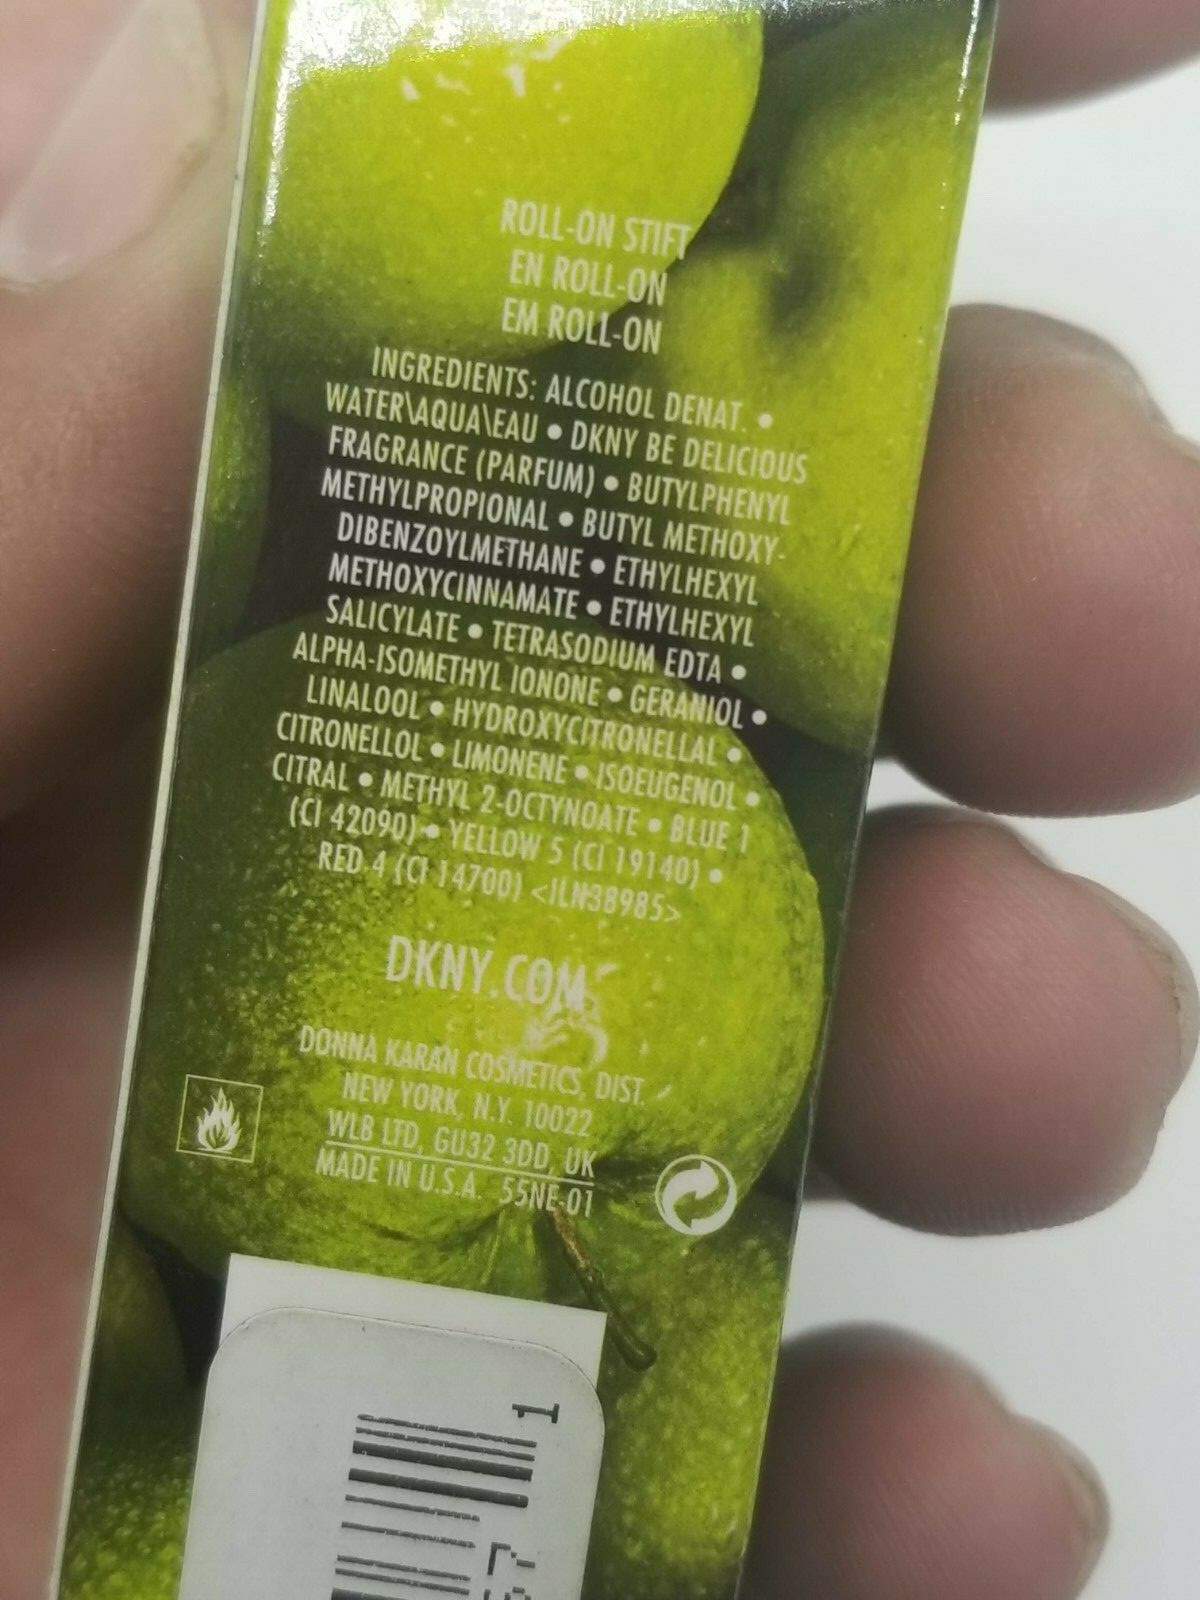 ROLL-ON STIFT
EN ROLL-ON
EM ROLL-ON
INGREDIENTS: ALCOHOL DENAT. •
WATER\AQUA\EAU • DKNY BE DELICIOUS
FRAGRANCE (PARFUM) • BUTYLPHENYL
METHYLPROPIONAL • BUTYL METHOXY-
DIBENZOYLMETHANE • ETHYLHEXYL
METHOXYCINNAMATE • ETHYLHEXYL
SALICYLATE • TETRASODIUM EDTA •
ALPHA-ISOMETHYL IONONE • GERANIOL •
LINALOOL • HYDROXYCITRONELLAL •
CITRONELLOL • LIMONENE • ISOEUGENOL •
CITRAL • METHYL 2-OCTYNOATE • BLUE 1
(CI 42090) • YELLOW 5 (CI 19140) •
RED 4 (CI 14700) <ILN38985>
DKNY.COM
DONNA KARAN COSMETICS, DIST.
NEW YORK, N.Y. 10022
WLB LTD, GU32 3DD, UK
MADE IN U.S.A. 55NE-01
1
57